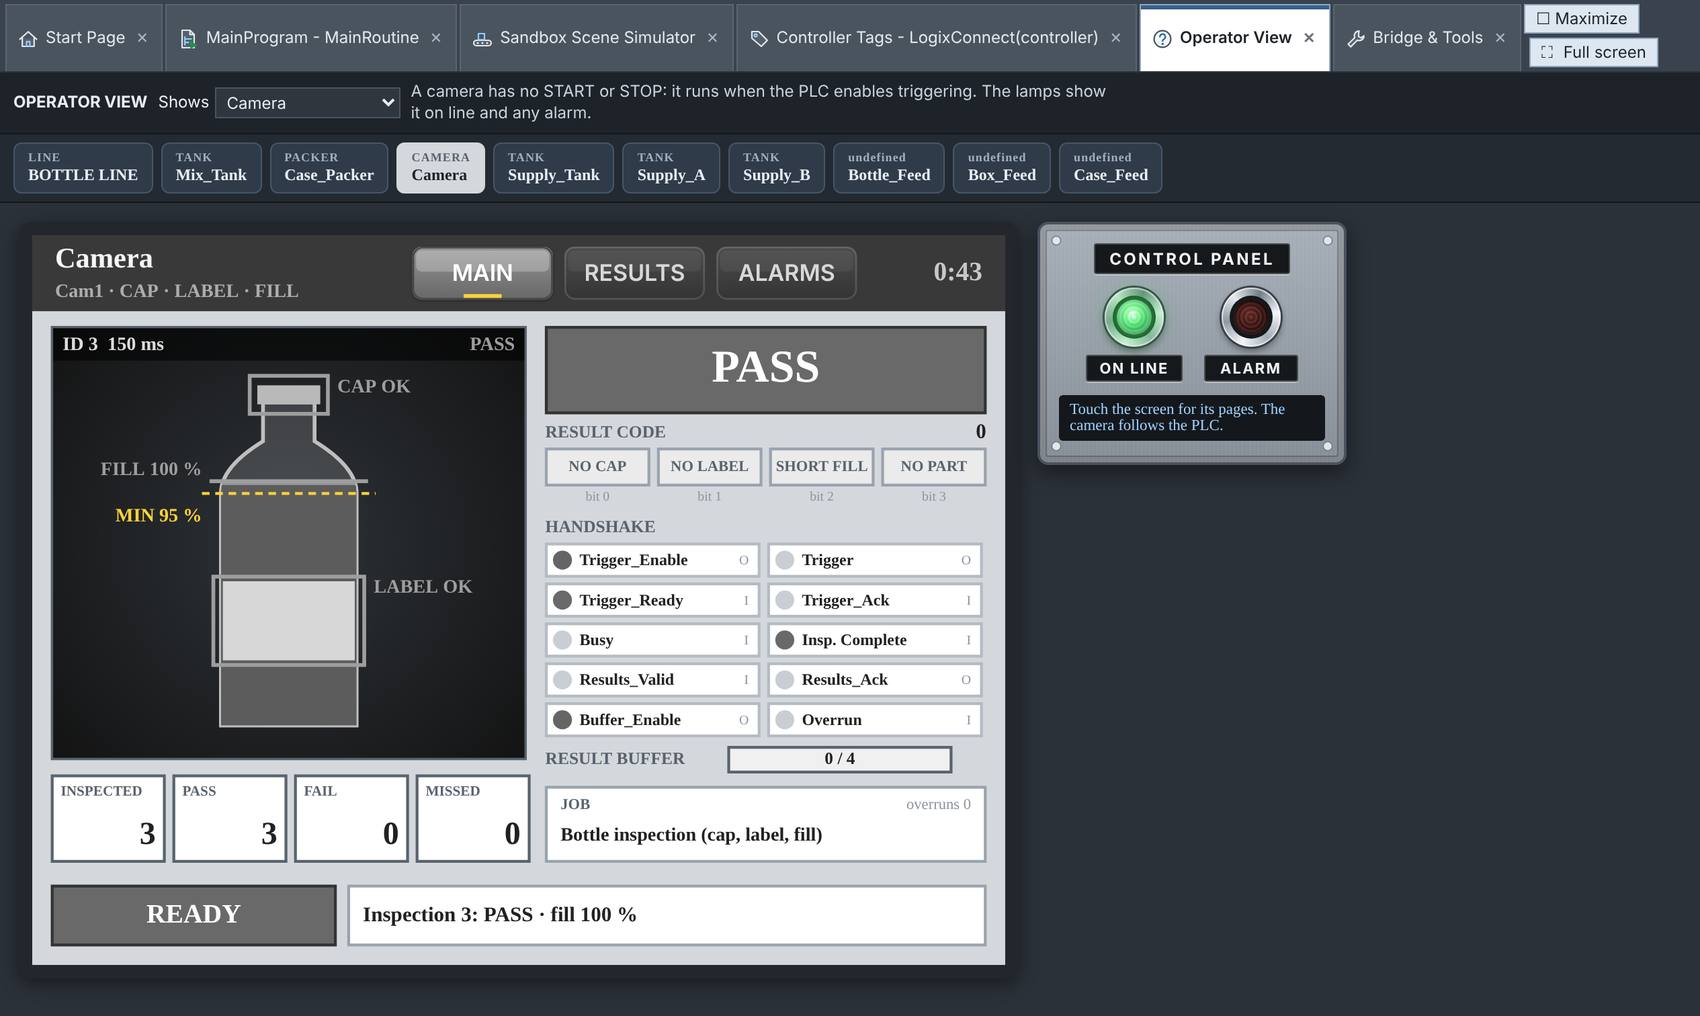 Start Page ×
MainProgram - MainRoutine ×
Sandbox Scene Simulator ×
Controller Tags - LogixConnect(controller) ×
Operator View ×
Bridge & Tools ×
Maximize
Full screen
OPERATOR VIEW Shows Camera
A camera has no START or STOP: it runs when the PLC enables triggering. The lamps show
it on line and any alarm.
LINE
BOTTLE LINE
TANK
Mix_Tank
PACKER
Case_Packer
CAMERA
Camera
TANK
Supply_Tank
TANK
Supply_A
TANK
Supply_B
undefined
Bottle_Feed
undefined
Box_Feed
undefined
Case_Feed
Camera
Cam1 · CAP · LABEL · FILL
MAIN
RESULTS
ALARMS
0:43
ID 3 150 ms
PASS
CAP OK
FILL 100 %
MIN 95 %
LABEL OK
INSPECTED
3
PASS
3
FAIL
0
MISSED
0
PASS
RESULT CODE 0
NO CAP
NO LABEL
SHORT FILL
NO PART
bit 0
bit 1
bit 2
bit 3
HANDSHAKE
Trigger_Enable O
Trigger O
Trigger_Ready I
Trigger_Ack I
Busy I
Insp. Complete I
Results_Valid I
Results_Ack O
Buffer_Enable O
Overrun I
RESULT BUFFER 0 / 4
JOB overruns 0
Bottle inspection (cap, label, fill)
READY
Inspection 3: PASS · fill 100 %
CONTROL PANEL
ON LINE
ALARM
Touch the screen for its pages. The
camera follows the PLC.